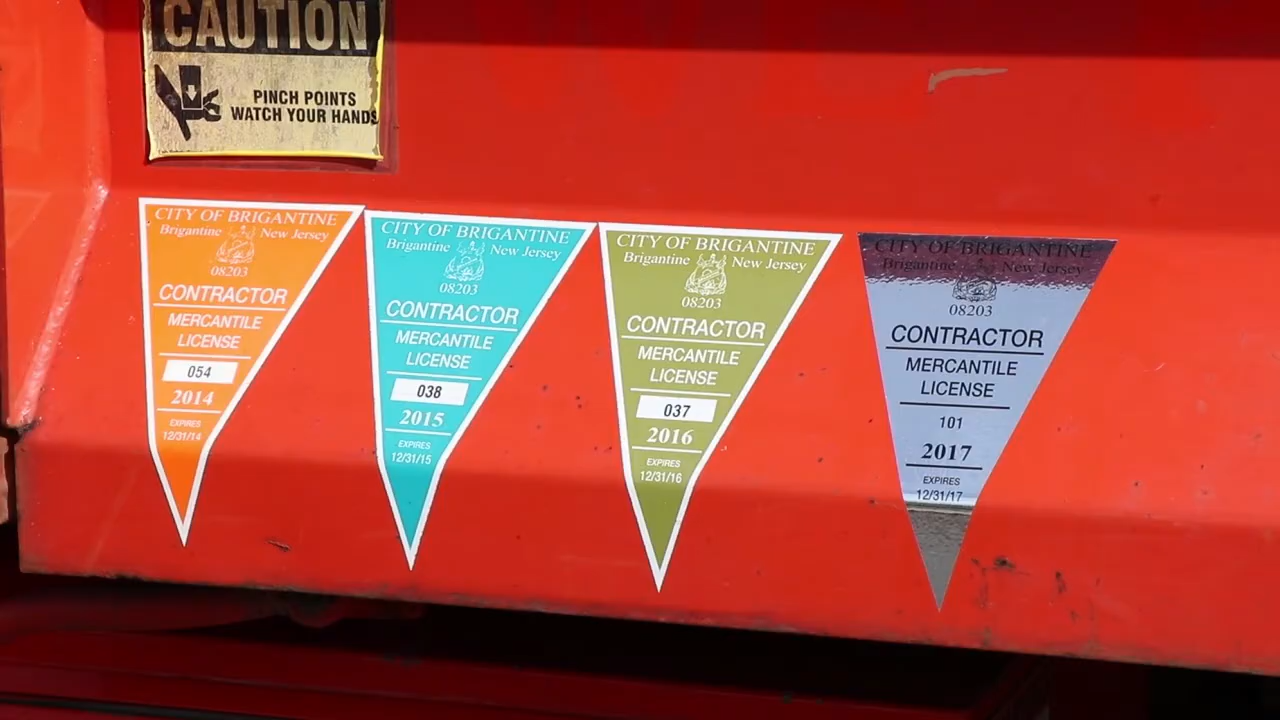 CAUTION
PINCH POINTS
WATCH YOUR HANDS
CITY OF BRIGANTINE
Brigantine New Jersey
08203
CONTRACTOR
MERCANTILE
LICENSE
054
2014
EXPIRES
12/31/14
CITY OF BRIGANTINE
Brigantine New Jersey
08203
CONTRACTOR
MERCANTILE
LICENSE
038
2015
EXPIRES
12/31/15
CITY OF BRIGANTINE
Brigantine New Jersey
08203
CONTRACTOR
MERCANTILE
LICENSE
037
2016
EXPIRES
12/31/16
CITY OF BRIGANTINE
Brigantine New Jersey
08203
CONTRACTOR
MERCANTILE
LICENSE
101
2017
EXPIRES
12/31/17